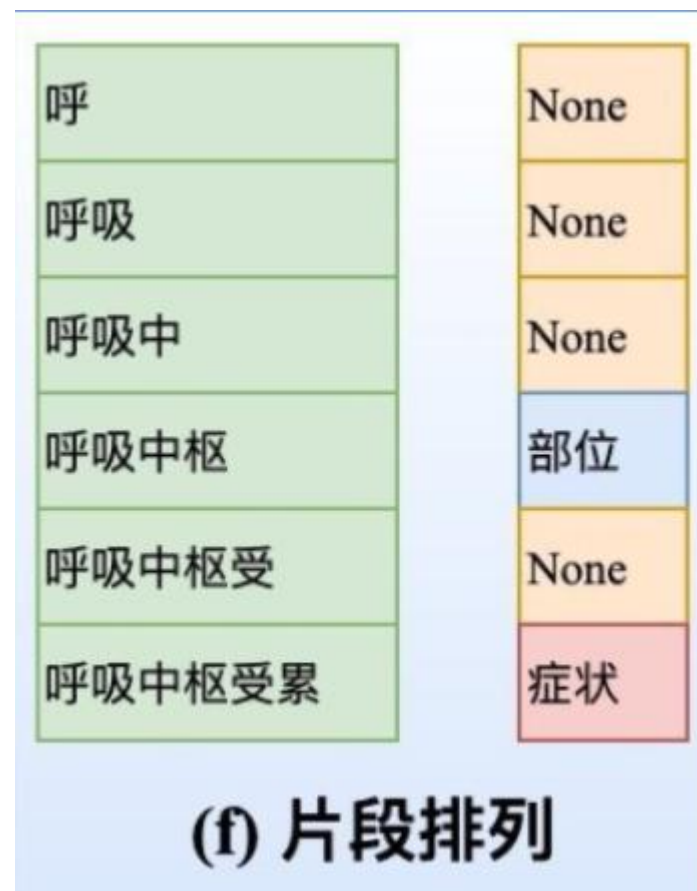 呼 None
呼吸 None
呼吸中 None
呼吸中枢 部位
呼吸中枢受 None
呼吸中枢受累 症状
(f) 片段排列